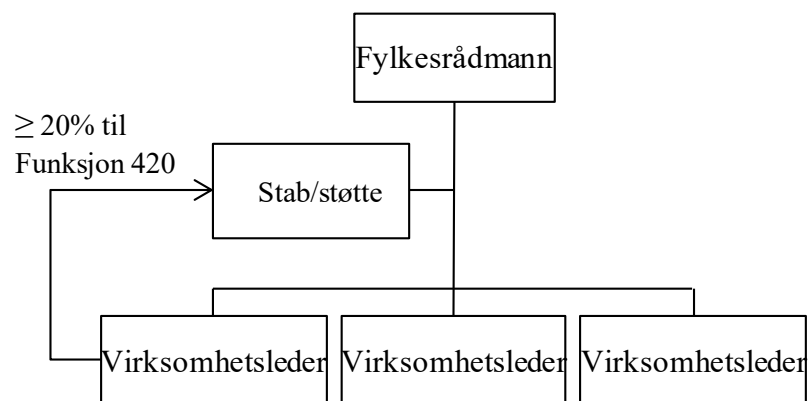 Fylkesrådmann
≥ 20% til
Funksjon 420
Stab/støtte
Virksomhetsleder
Virksomhetsleder
Virksomhetsleder